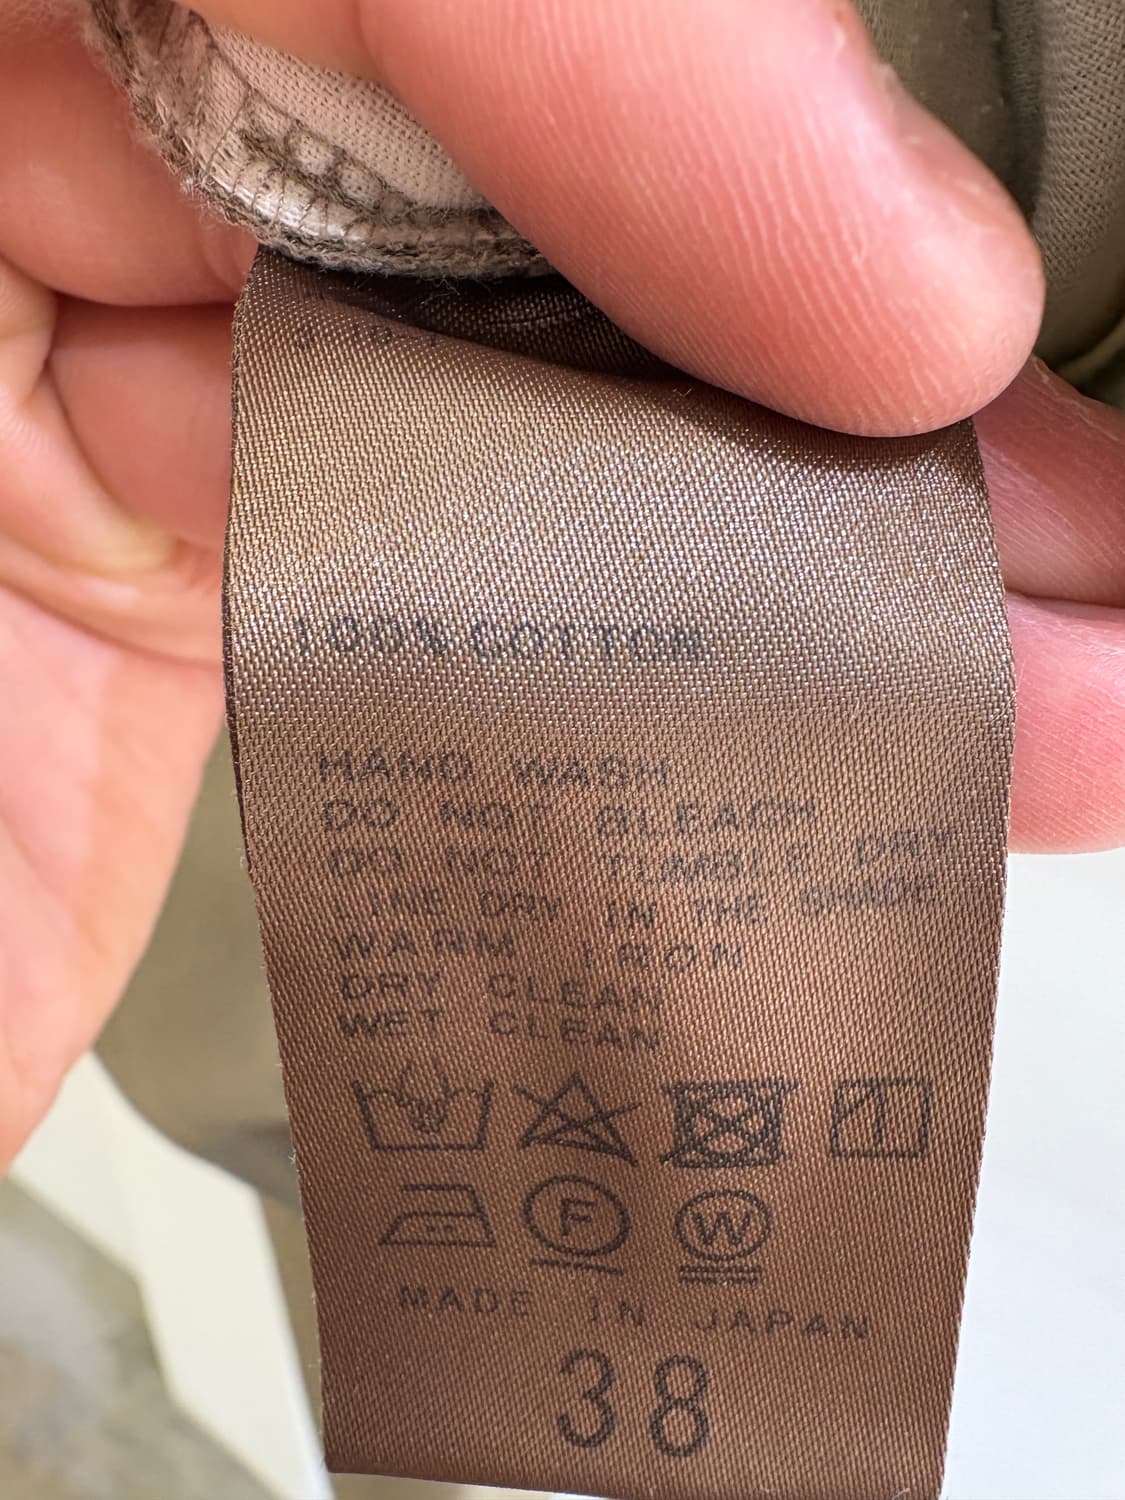 100% COTTON
HAND WASH
DO NOT BLEACH
DO NOT TUMBLE DRY
LINE DRY IN THE SHADE
WARM IRON
DRY CLEAN
WET CLEAN
F W
MADE IN JAPAN
38